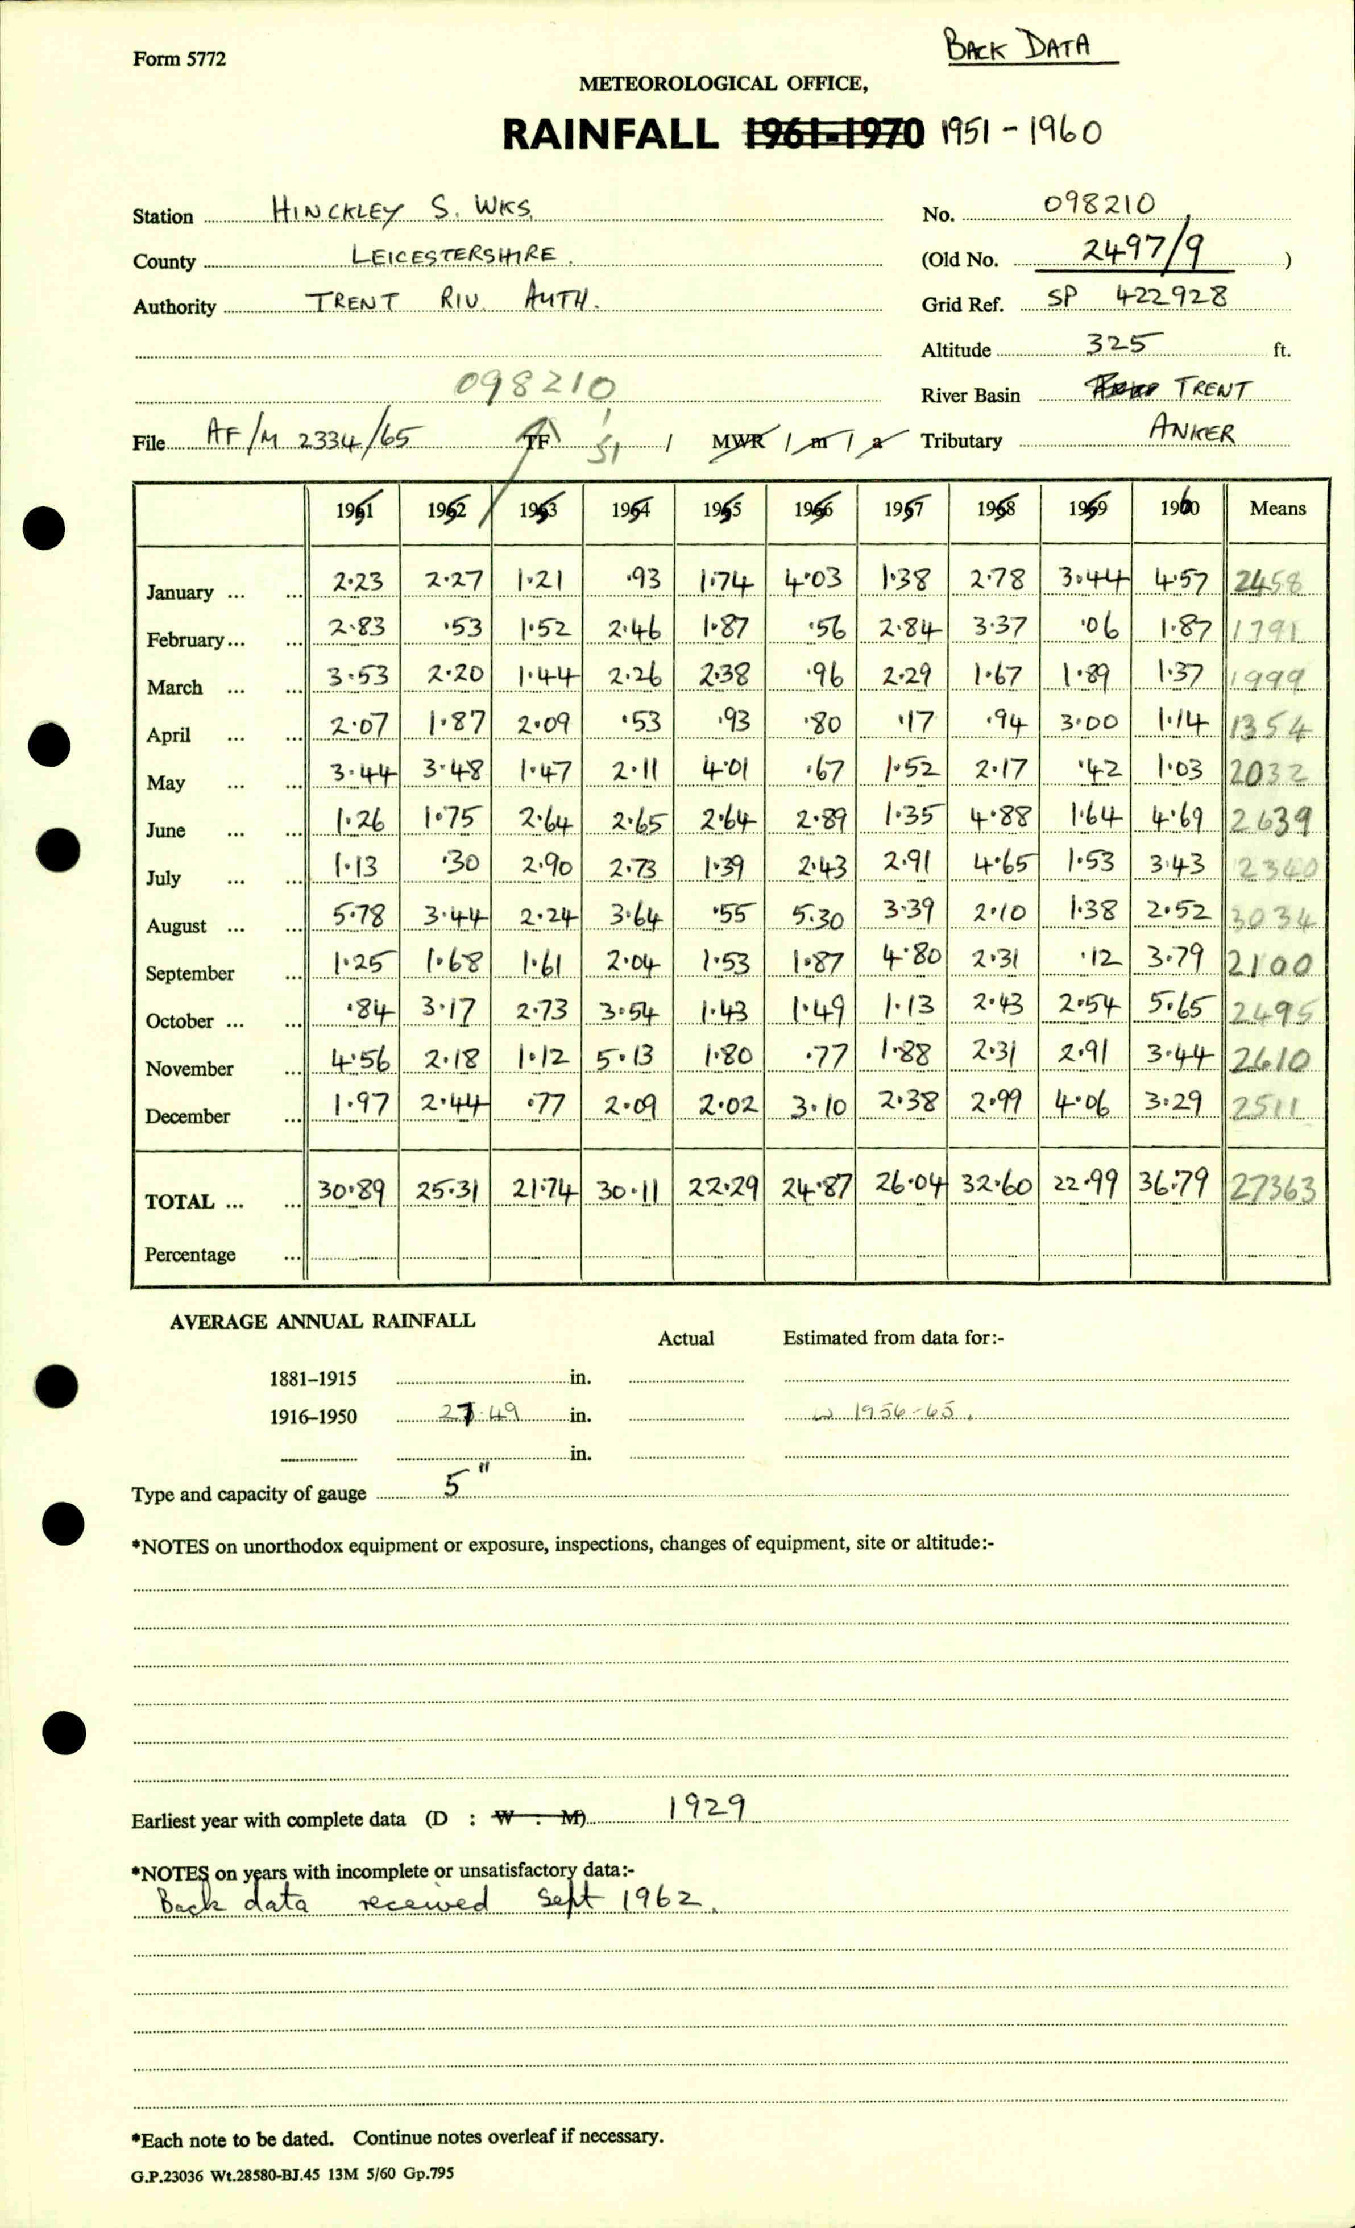 BACK DATA
Form 5772
METEOROLOGICAL OFFICE,
RAINFALL 1961-1970 1951 - 1960
Station HINCKLEY S. WKS. No. 098210
County LEICESTERSHIRE. (Old No. 2497/9 )
Authority TRENT RIV. AUTH. Grid Ref. SP 422928
Altitude 325 ft.
098210 River Basin TRENT
File AF/M 2334/65 TF 51 / MWR / m / a Tributary ANKER
1951 1952 1953 1954 1955 1956 1957 1958 1959 1960 Means
January ... ... 2.23 2.27 1.21 .93 1.74 4.03 1.38 2.78 3.44 4.57 2458
February ... ... 2.83 .53 1.52 2.46 1.87 .56 2.84 3.37 .06 1.87 1791
March ... ... 3.53 2.20 1.44 2.26 2.38 .96 2.29 1.67 1.89 1.37 1999
April ... ... 2.07 1.87 2.09 .53 .93 .80 .17 .94 3.00 1.14 1354
May ... ... 3.44 3.48 1.47 2.11 4.01 .67 1.52 2.17 .42 1.03 2032
June ... ... 1.26 1.75 2.64 2.65 2.64 2.89 1.35 4.88 1.64 4.69 2639
July ... ... 1.13 .30 2.90 2.73 1.39 2.43 2.91 4.65 1.53 3.43 2340
August ... ... 5.78 3.44 2.24 3.64 .55 5.30 3.39 2.10 1.38 2.52 3034
September ... 1.25 1.68 1.61 2.04 1.53 1.87 4.80 2.31 .12 3.79 2100
October ... ... .84 3.17 2.73 3.54 1.43 1.49 1.13 2.43 2.54 5.65 2495
November ... 4.56 2.18 1.12 5.13 1.80 .77 1.88 2.31 2.91 3.44 2610
December ... 1.97 2.44 .77 2.09 2.02 3.10 2.38 2.99 4.06 3.29 2511
TOTAL ... ... 30.89 25.31 21.74 30.11 22.29 24.87 26.04 32.60 22.99 36.79 27363
Percentage ...
AVERAGE ANNUAL RAINFALL
Actual Estimated from data for:-
1881-1915 in.
1916-1950 27.49 in. 1956-65.
in.
Type and capacity of gauge 5"
*NOTES on unorthodox equipment or exposure, inspections, changes of equipment, site or altitude:-
Earliest year with complete data (D : W : M) 1929
*NOTES on years with incomplete or unsatisfactory data:-
Back data received Sept 1962.
*Each note to be dated. Continue notes overleaf if necessary.
G.P.23036 Wt.28580-BJ.45 13M 5/60 Gp.795